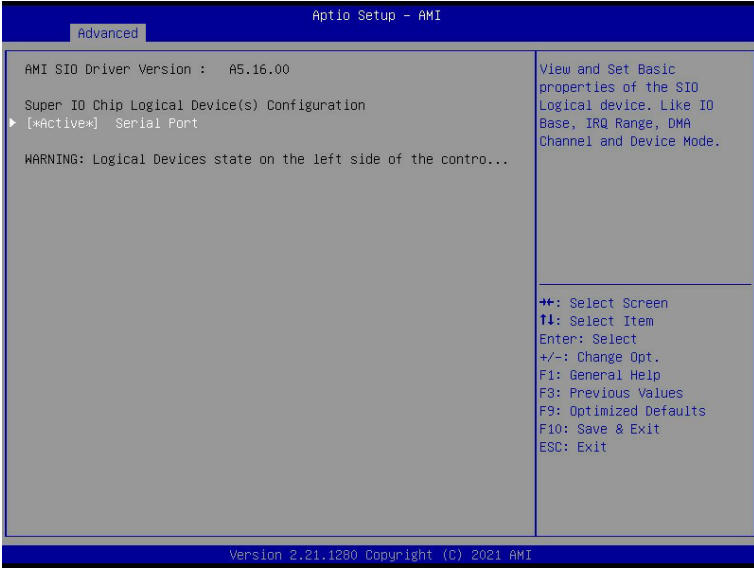 Aptio Setup – AMI
Advanced
AMI SIO Driver Version : A5.16.00
Super IO Chip Logical Device(s) Configuration
▶ [*Active*] Serial Port
WARNING: Logical Devices state on the left side of the contro...
View and Set Basic
properties of the SIO
Logical device. Like IO
Base, IRQ Range, DMA
Channel and Device Mode.
→←: Select Screen
↑↓: Select Item
Enter: Select
+/-: Change Opt.
F1: General Help
F3: Previous Values
F9: Optimized Defaults
F10: Save & Exit
ESC: Exit
Version 2.21.1280 Copyright (C) 2021 AMI